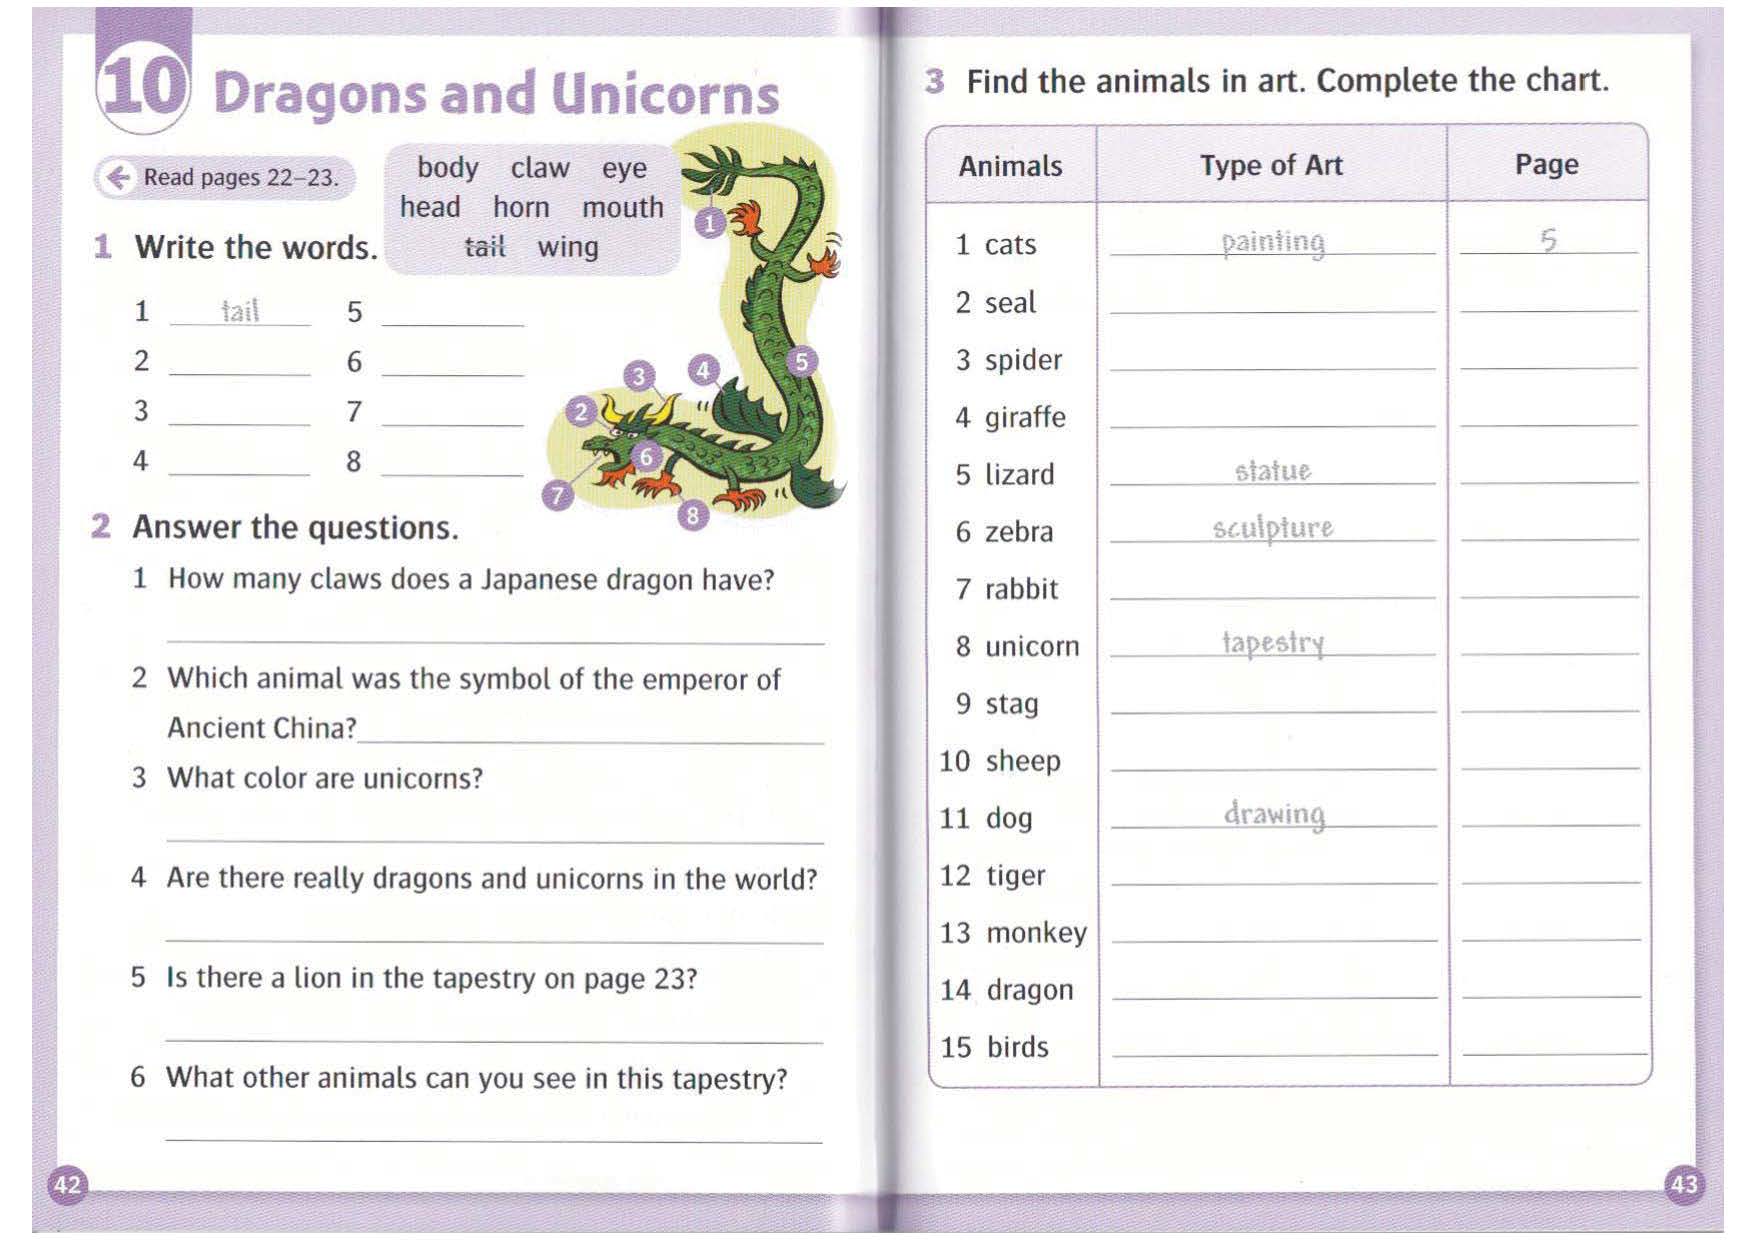 10 Dragons and Unicorns
← Read pages 22–23.
body claw eye
head horn mouth
tail wing
1 Write the words.
1 tail 5
2 6
3 7
4 8
1
2
3
4
5
6
7
8
2 Answer the questions.
1 How many claws does a Japanese dragon have?
2 Which animal was the symbol of the emperor of
Ancient China?
3 What color are unicorns?
4 Are there really dragons and unicorns in the world?
5 Is there a lion in the tapestry on page 23?
6 What other animals can you see in this tapestry?
42
3 Find the animals in art. Complete the chart.
Animals Type of Art Page
1 cats painting 5
2 seal
3 spider
4 giraffe
5 lizard statue
6 zebra sculpture
7 rabbit
8 unicorn tapestry
9 stag
10 sheep
11 dog drawing
12 tiger
13 monkey
14 dragon
15 birds
43